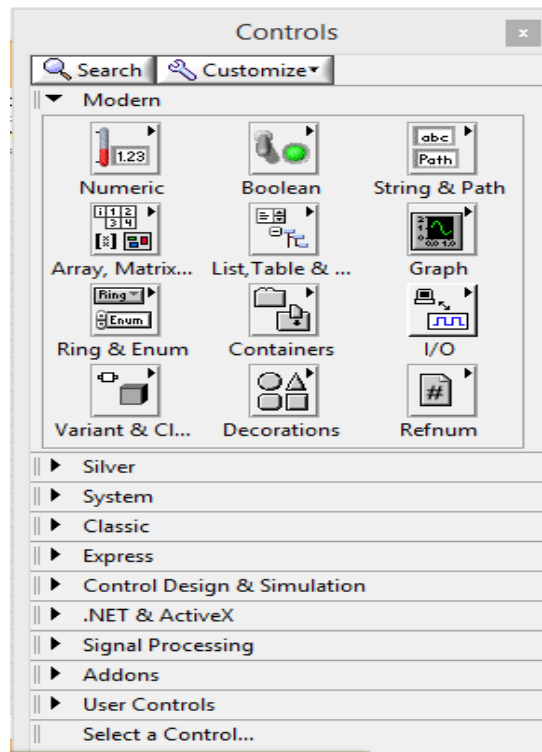 Controls
x
Search Customize
Modern
1.23 abc Path
Numeric Boolean String & Path
1 2 3 4
Array, Matrix... List,Table & ... Graph
Ring Enum
Ring & Enum Containers I/O
#
Variant & Cl... Decorations Refnum
Silver
System
Classic
Express
Control Design & Simulation
.NET & ActiveX
Signal Processing
Addons
User Controls
Select a Control...